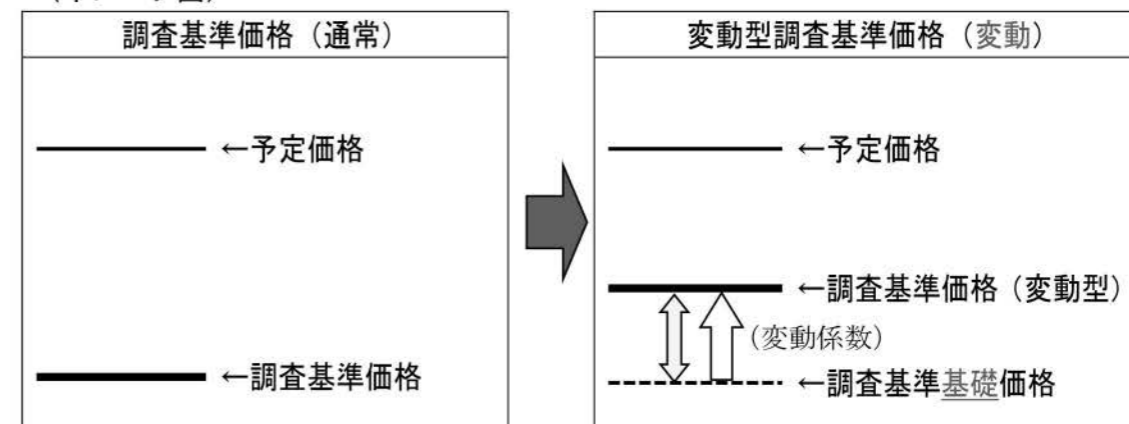 調査基準価格（通常）
←予定価格
←調査基準価格
変動型調査基準価格（変動）
←予定価格
←調査基準価格（変動型）
（変動係数）
←調査基準基礎価格